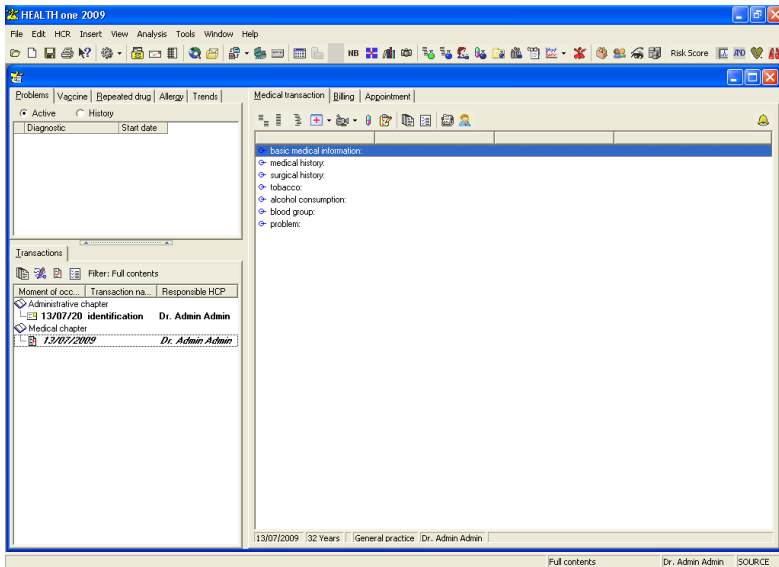 HEALTH one 2009
File Edit HCR Insert View Analysis Tools Window Help
NB Risk Score
Problems Vaccine Repeated drug Allergy Trends
Active History
Diagnostic Start date
Transactions
Filter: Full contents
Moment of occ... Transaction na... Responsible HCP
Administrative chapter
13/07/20 identification Dr. Admin Admin
Medical chapter
13/07/2009 Dr. Admin Admin
Medical transaction Billing Appointment
basic medical information:
medical history:
surgical history:
tobacco:
alcohol consumption:
blood group:
problem:
13/07/2009 32 Years General practice Dr. Admin Admin
Full contents Dr. Admin Admin SOURCE